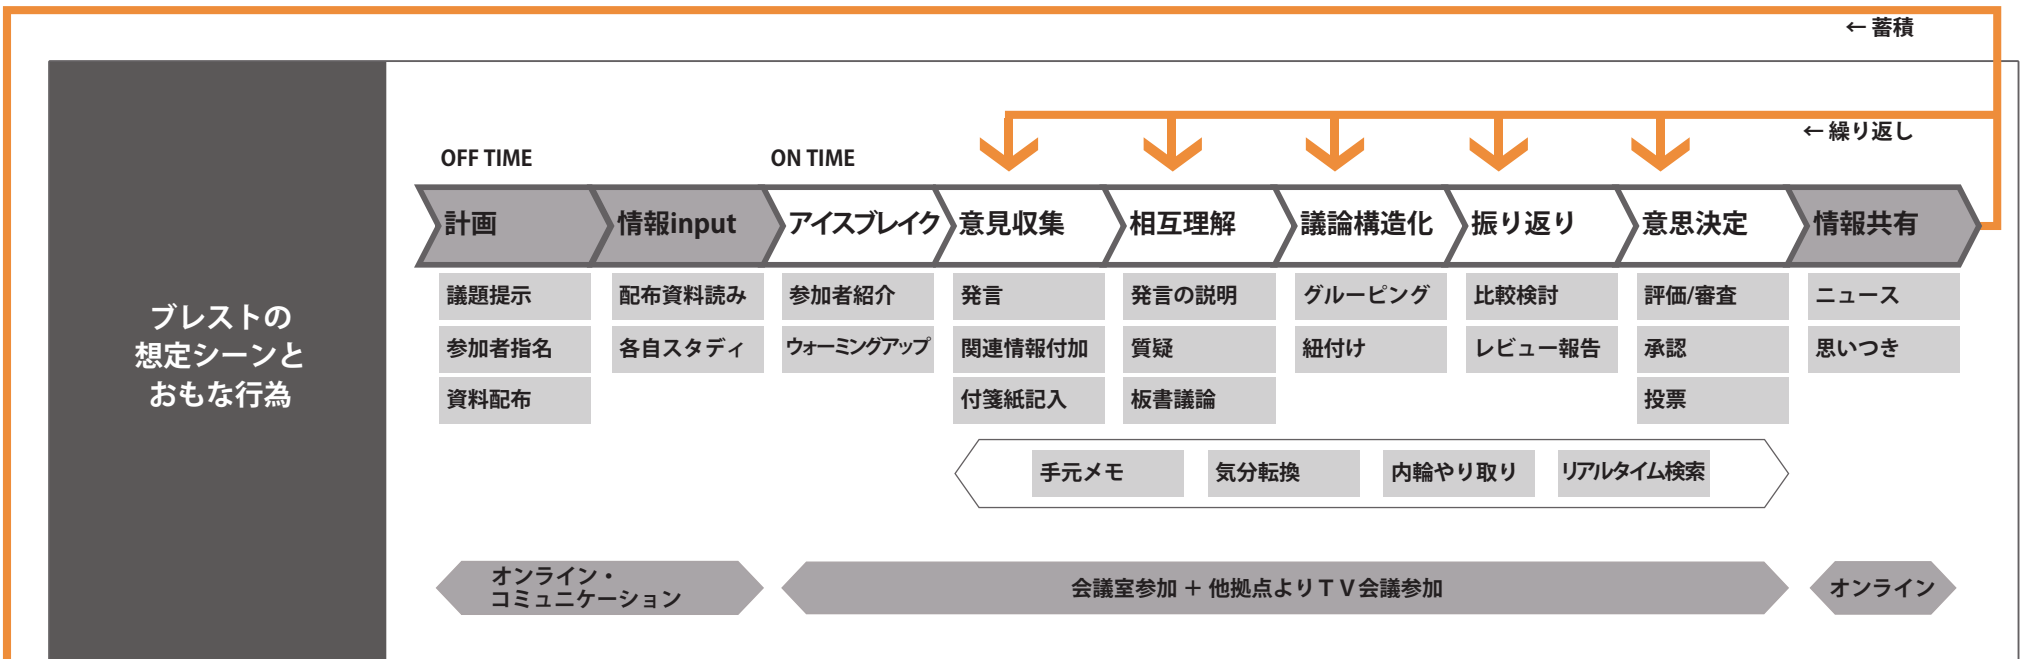 ← 蓄積
← 繰り返し
OFF TIME
ON TIME
計画
情報input
アイスブレイク
意見収集
相互理解
議論構造化
振り返り
意思決定
情報共有
ブレストの
想定シーンと
おもな行為
議題提示
配布資料読み
参加者紹介
発言
発言の説明
グルーピング
比較検討
評価/審査
ニュース
参加者指名
各自スタディ
ウォーミングアップ
関連情報付加
質疑
紐付け
レビュー報告
承認
思いつき
資料配布
付箋紙記入
板書議論
投票
手元メモ
気分転換
内輪やり取り
リアルタイム検索
オンライン・
コミュニケーション
会議室参加 + 他拠点よりTV会議参加
オンライン